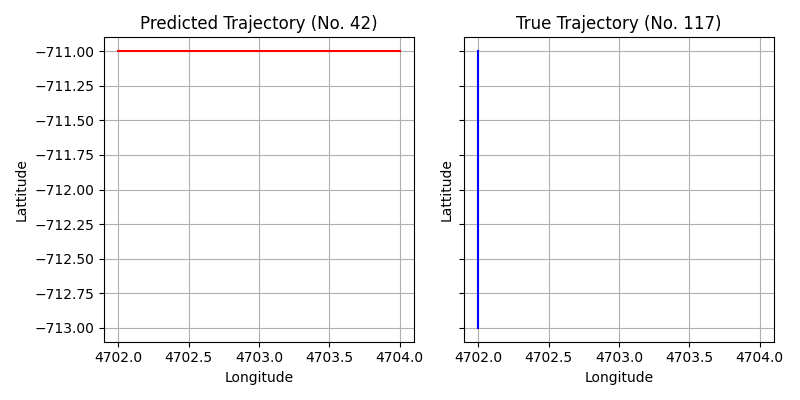 Predicted Trajectory (No. 42)
True Trajectory (No. 117)
Lattitude
−711.00
−711.25
−711.50
−711.75
−712.00
−712.25
−712.50
−712.75
−713.00
4702.0 4702.5 4703.0 4703.5 4704.0
Longitude
Lattitude
4702.0 4702.5 4703.0 4703.5 4704.0
Longitude